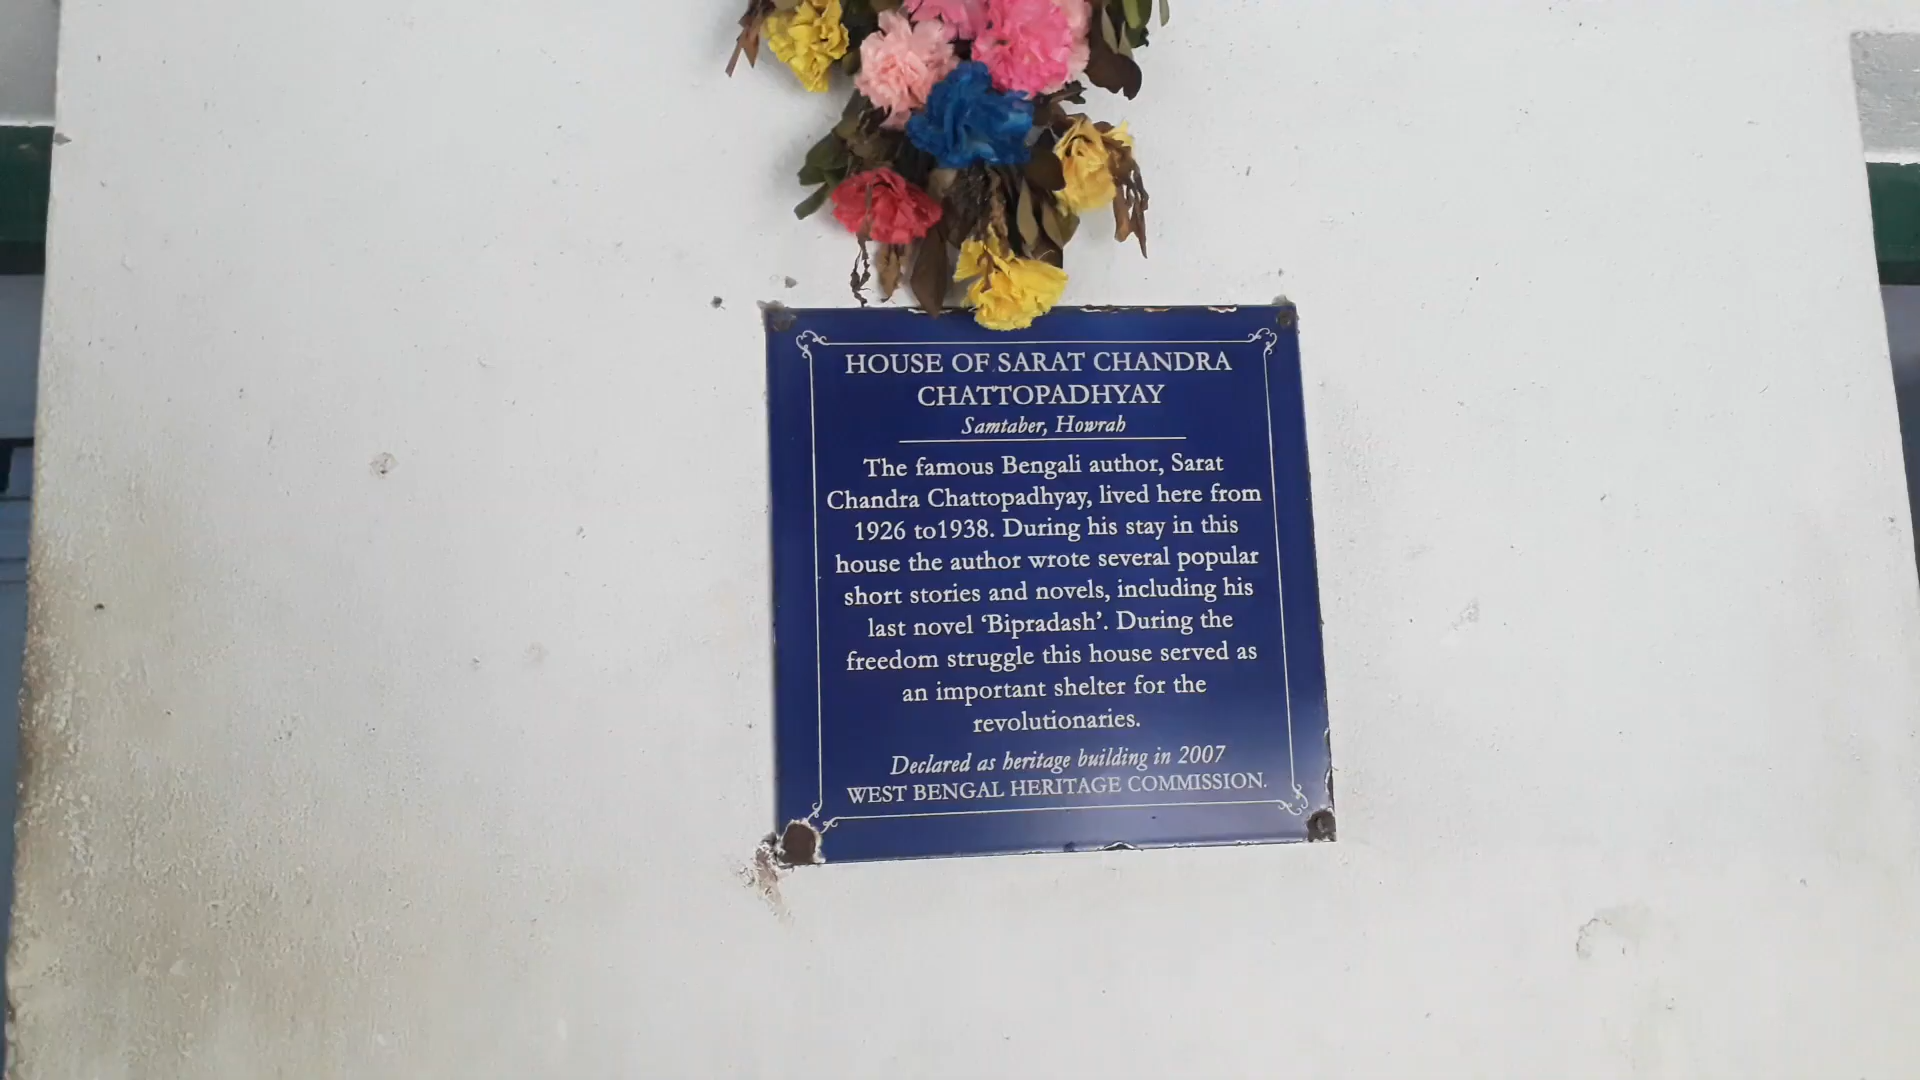 HOUSE OF SARAT CHANDRA
CHATTOPADHYAY
Samtaber, Howrah
The famous Bengali author, Sarat
Chandra Chattopadhyay, lived here from
1926 to1938. During his stay in this
house the author wrote several popular
short stories and novels, including his
last novel ‘Bipradash’. During the
freedom struggle this house served as
an important shelter for the
revolutionaries.
Declared as heritage building in 2007
WEST BENGAL HERITAGE COMMISSION.